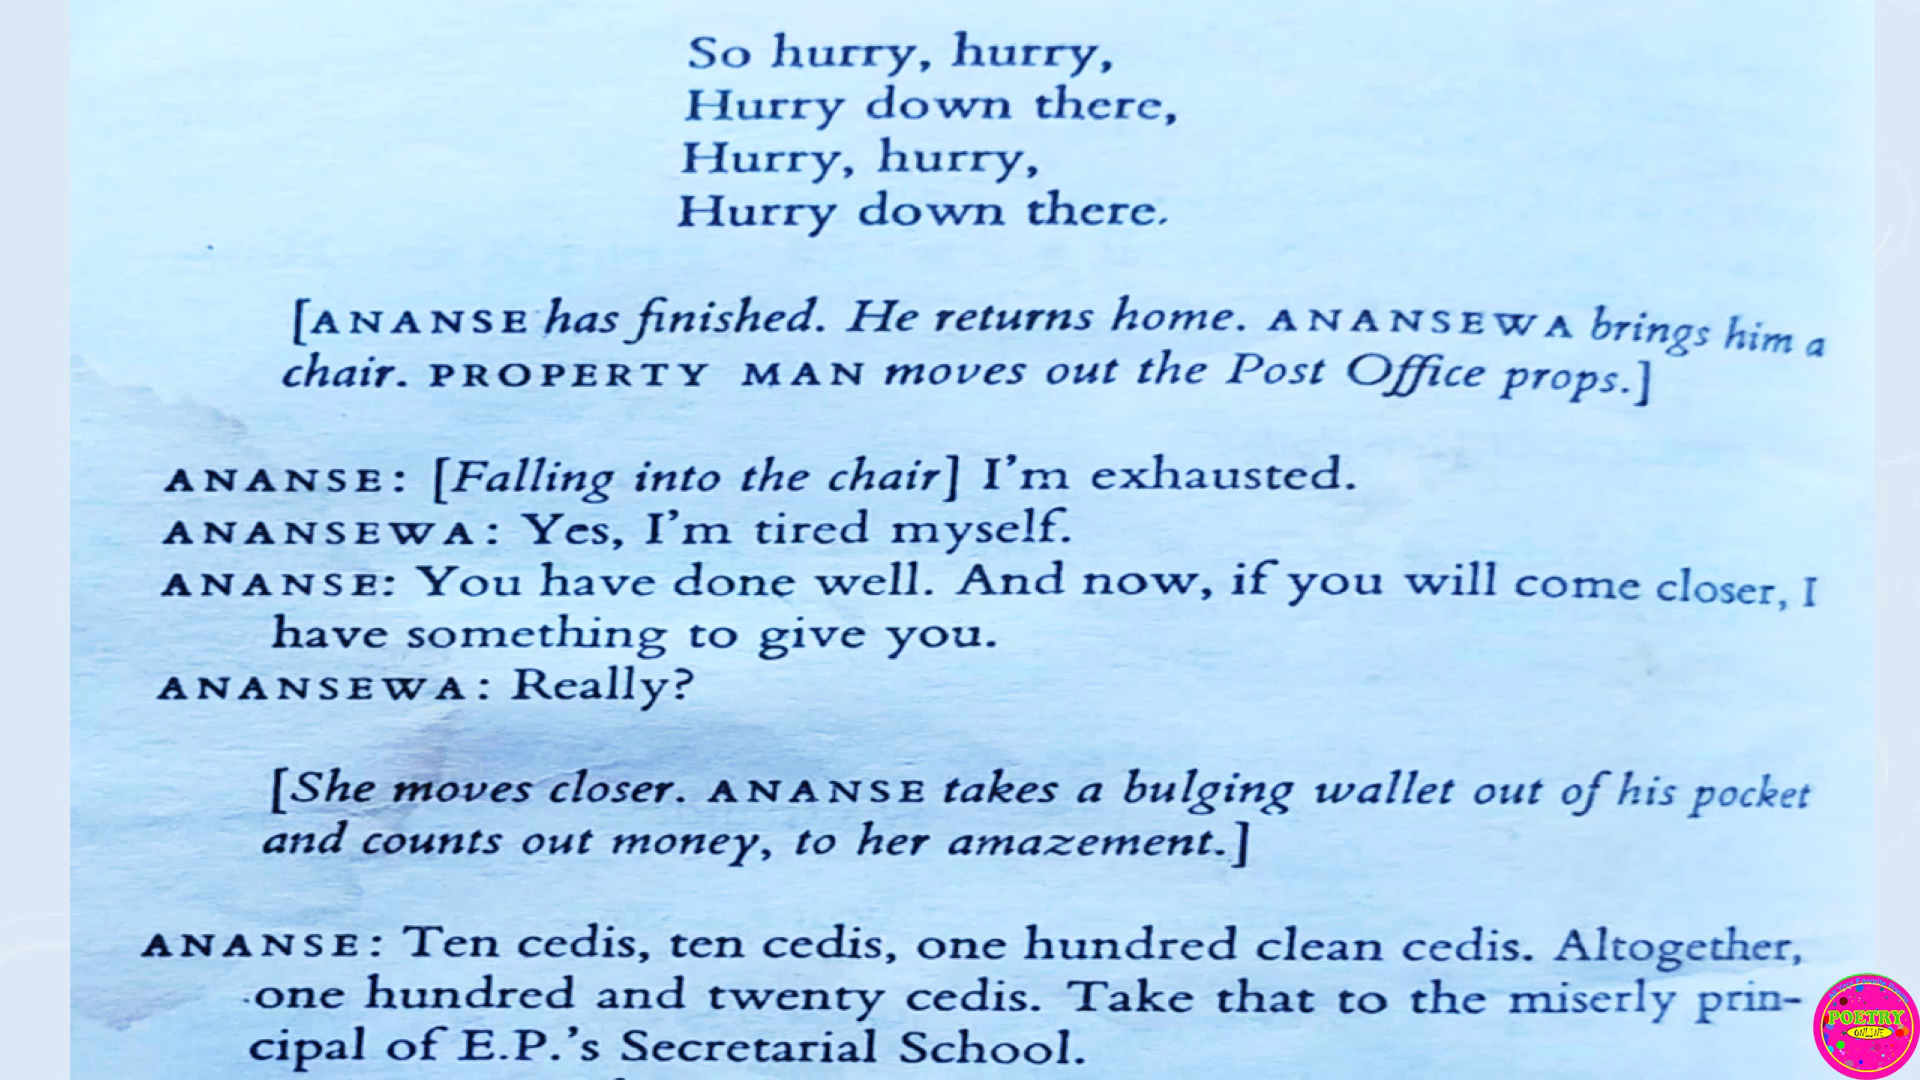 So hurry, hurry,
Hurry down there,
Hurry, hurry,
Hurry down there.
[ANANSE has finished. He returns home. ANANSEWA brings him a
chair. PROPERTY MAN moves out the Post Office props.]
ANANSE: [Falling into the chair] I'm exhausted.
ANANSEWA: Yes, I'm tired myself.
ANANSE: You have done well. And now, if you will come closer, I
have something to give you.
ANANSEWA: Really?
[She moves closer. ANANSE takes a bulging wallet out of his pocket
and counts out money, to her amazement.]
ANANSE: Ten cedis, ten cedis, one hundred clean cedis. Altogether,
one hundred and twenty cedis. Take that to the miserly prin-
cipal of E.P.'s Secretarial School.
POETRY
ONLINE